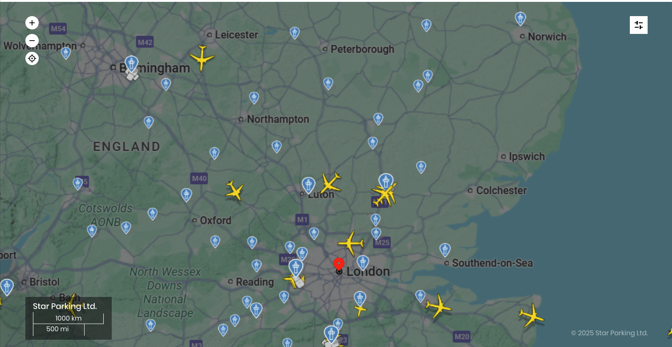 M54
Leicester
Norwich
Wolverhampton
Peterborough
M42
Birmingham
Northampton
ENGLAND
Ipswich
M40
Luton
Colchester
Cotswolds
AONB
Oxford
M1
M25
London
Southend-on-Sea
North Wessex
Downs
National
Landscape
Reading
Bristol
Bath
Star Parking Ltd.
1000 km
500 mi
M20
© 2025 Star Parking Ltd.